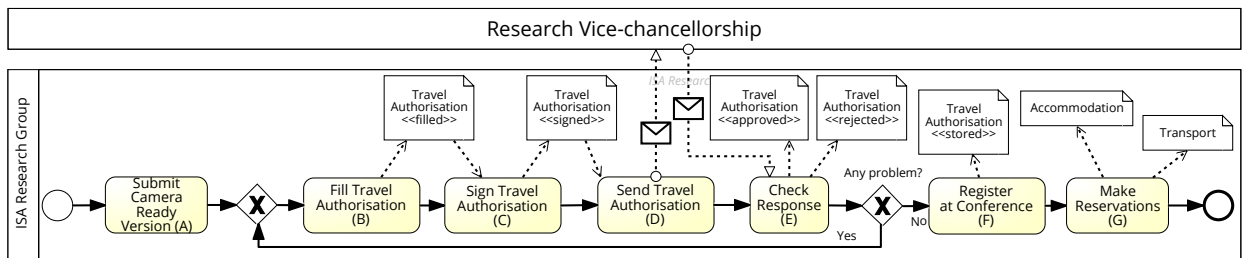 Research Vice-chancellorship
ISA Research Group
ISA Researc
Travel
Authorisation
<<filled>>
Travel
Authorisation
<<signed>>
Travel
Authorisation
<<approved>>
Travel
Authorisation
<<rejected>>
Travel
Authorisation
<<stored>>
Accommodation
Transport
Submit
Camera
Ready
Version (A)
X
Fill Travel
Authorisation
(B)
Sign Travel
Authorisation
(C)
Send Travel
Authorisation
(D)
Check
Response
(E)
Any problem?
X
No
Yes
Register
at Conference
(F)
Make
Reservations
(G)